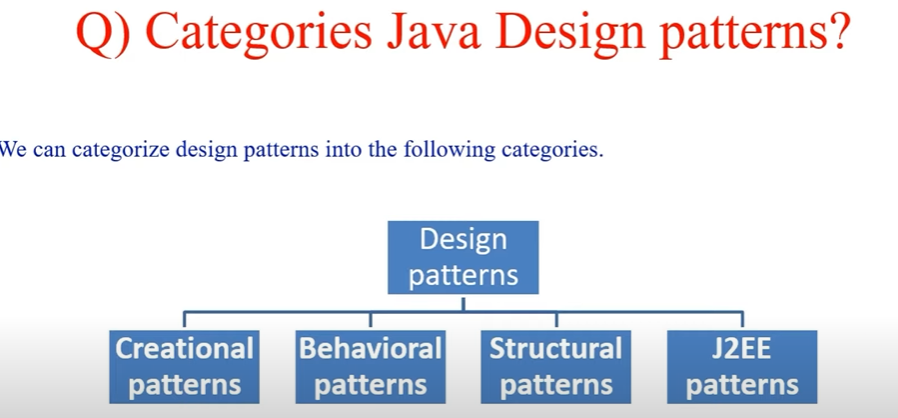 Q) Categories Java Design patterns?
We can categorize design patterns into the following categories.
Design
patterns
Creational
patterns
Behavioral
patterns
Structural
patterns
J2EE
patterns